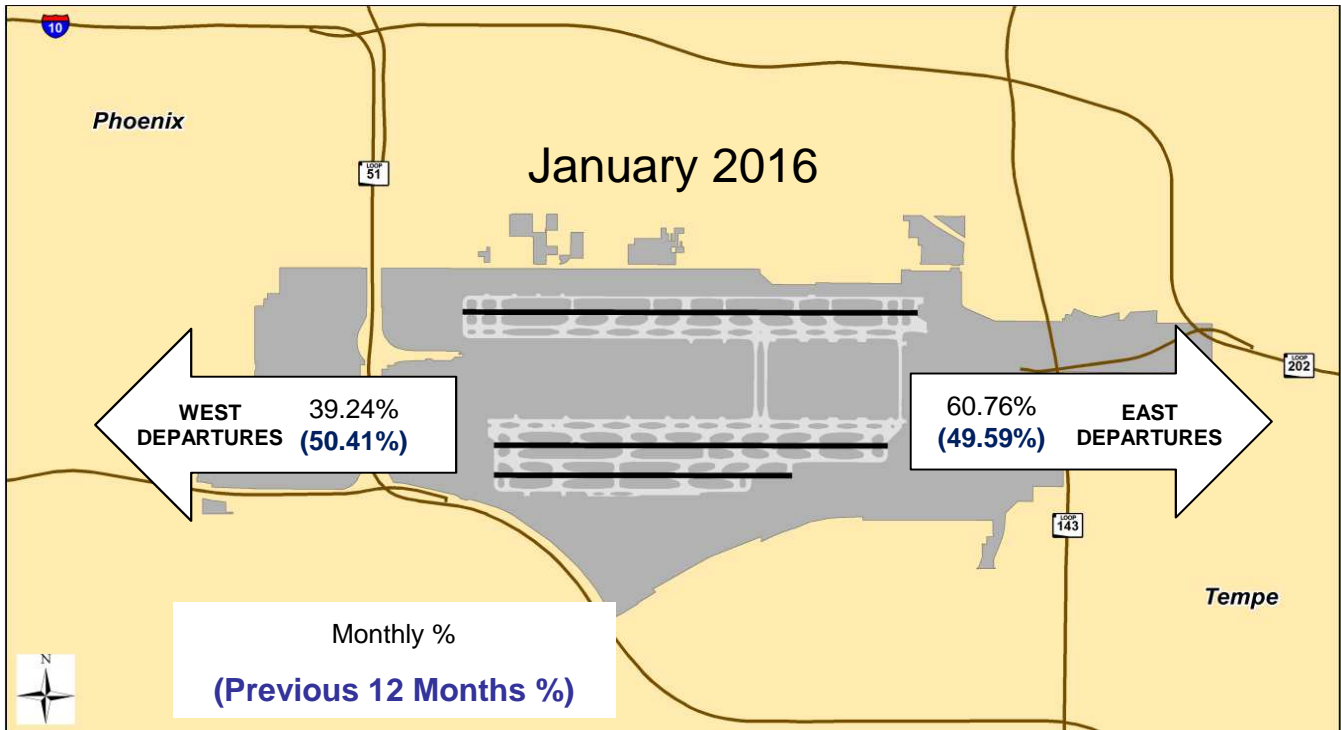 10
Phoenix
LOOP
51
January 2016
WEST
DEPARTURES
39.24%
(50.41%)
60.76%
(49.59%)
EAST
DEPARTURES
LOOP
202
LOOP
143
Tempe
Monthly %
(Previous 12 Months %)
N